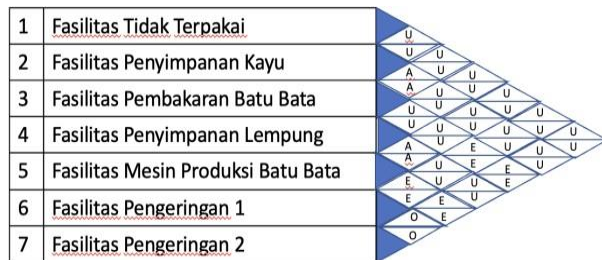 1 Fasilitas Tidak Terpakai
2 Fasilitas Penyimpanan Kayu
3 Fasilitas Pembakaran Batu Bata
4 Fasilitas Penyimpanan Lempung
5 Fasilitas Mesin Produksi Batu Bata
6 Fasilitas Pengeringan 1
7 Fasilitas Pengeringan 2
U
U U
A U U
A U U U
U U U U U
U U U U U U
A U E U U U
A U E E U
E U U E
E E U
O E
O